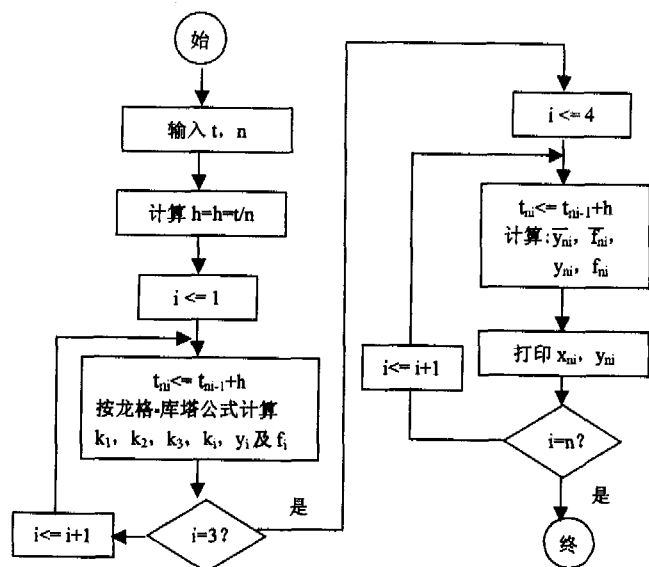 始
输入 t，n
计算 h=h=t/n
i <= 1
tni<= tni-1+h
按龙格-库塔公式计算
k1，k2，k3，ki，yi 及 fi
i<= i+1
i=3？
是
i <= 4
tni<= tni-1+h
计算:y̅ni，f̅ni，
yni，fni
打印 xni，yni
i<= i+1
i=n？
是
终